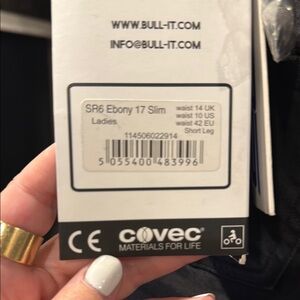 WWW.BULL-IT.COM
INFO@BULL-IT.COM
SR6 Ebony 17 Slim
Ladies
waist 14 UK
waist 10 US
waist 42 EU
Short Leg
114506022914
5 055400 483996
CE covec®
MATERIALS FOR LIFE